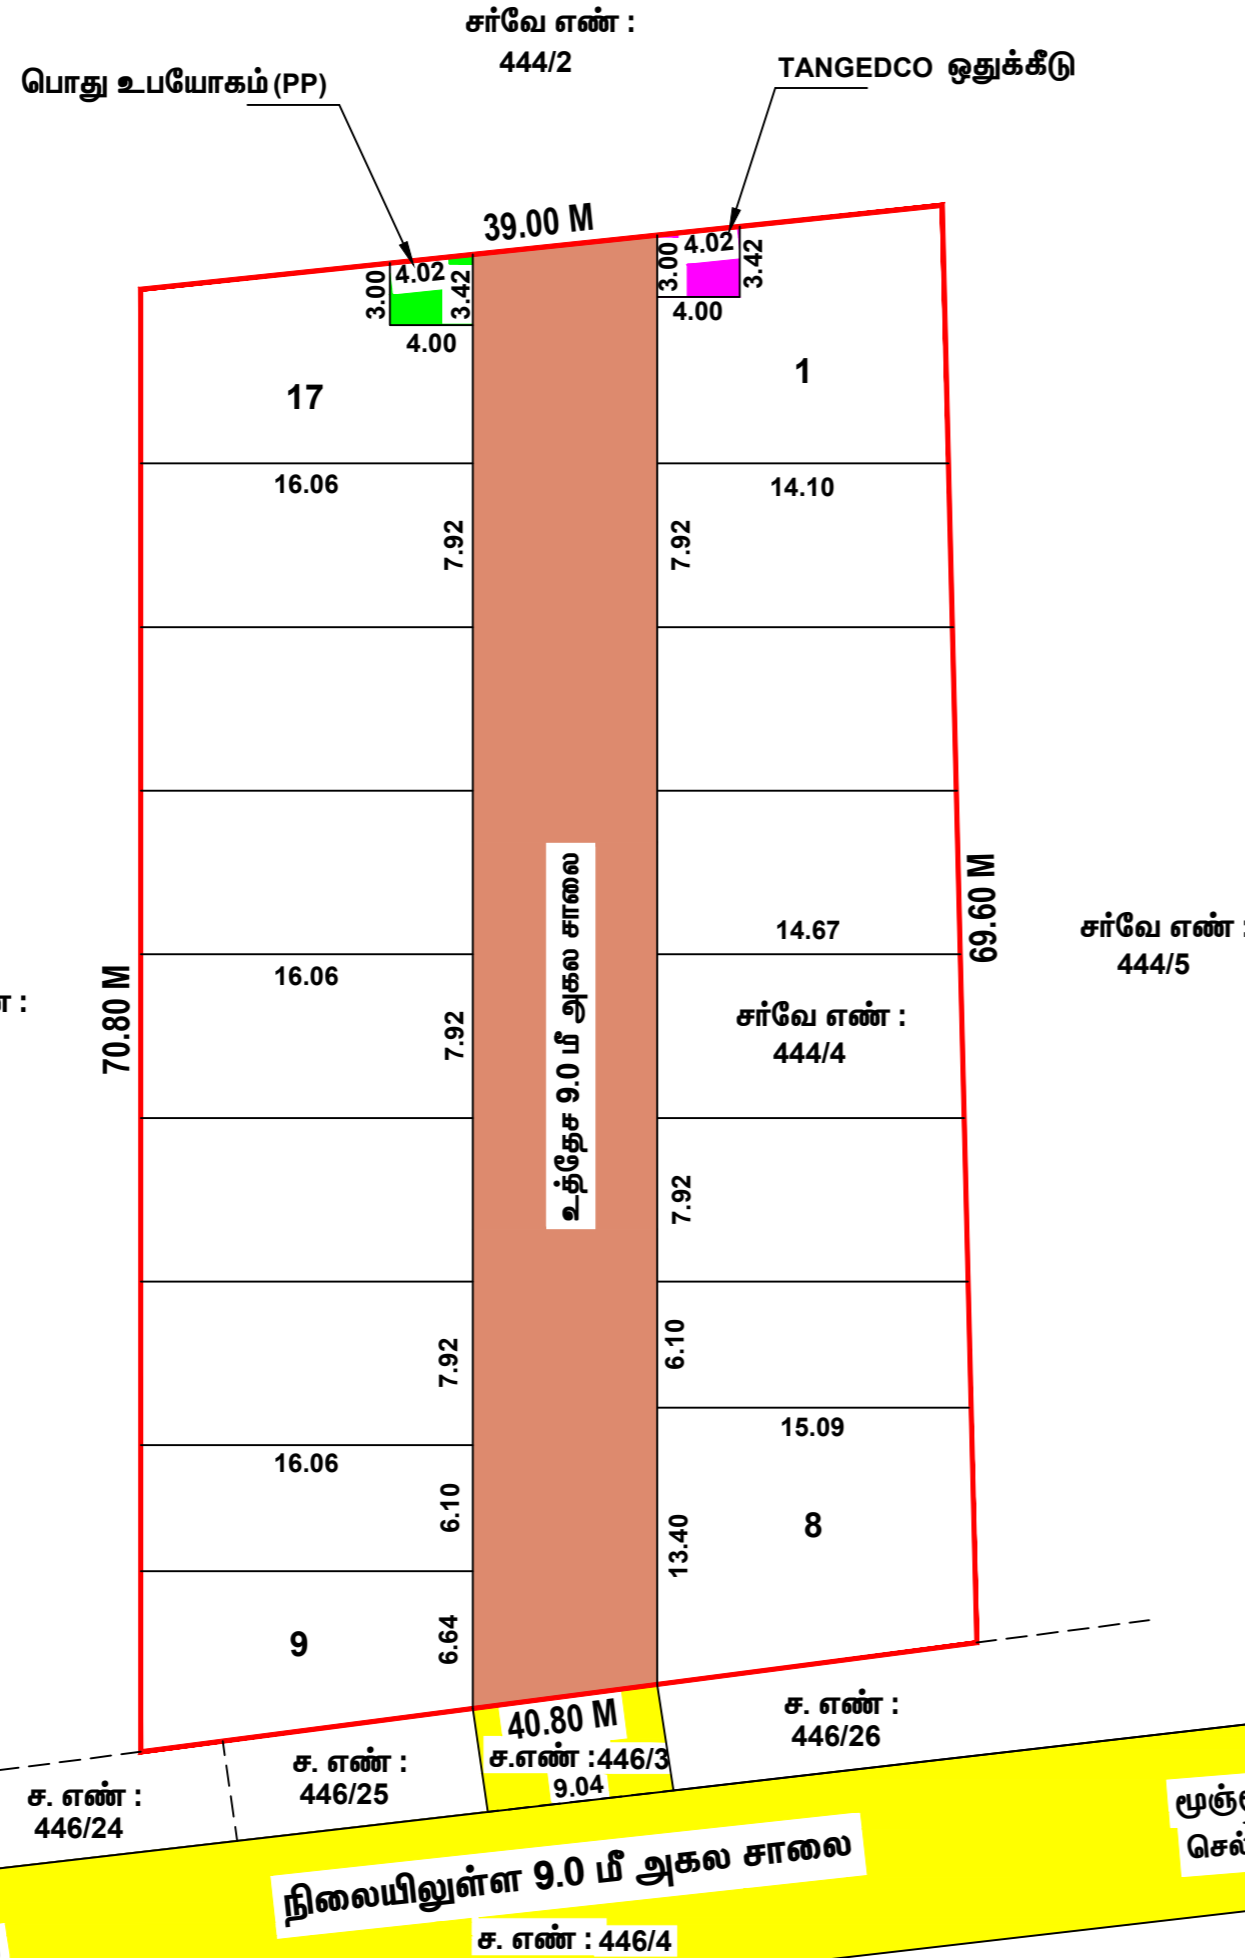 சர்வே எண் :
444/2
பொது உபயோகம் (PP)
TANGEDCO ஒதுக்கீடு
39.00 M
4.02
3.00
3.42
4.00
4.02
3.00
3.42
4.00
17
1
16.06
14.10
7.92
7.92
உத்தேச 9.0 மீ அகல சாலை
14.67
69.60 M
சர்வே எண் :
444/5
16.06
70.80 M
7.92
சர்வே எண் :
444/4
7.92
7.92
6.10
15.09
16.06
6.10
13.40
8
9
6.64
40.80 M
ச.எண் :446/3
9.04
ச. எண் :
446/26
ச. எண் :
446/25
ச. எண் :
446/24
நிலையிலுள்ள 9.0 மீ அகல சாலை
ச. எண் : 446/4